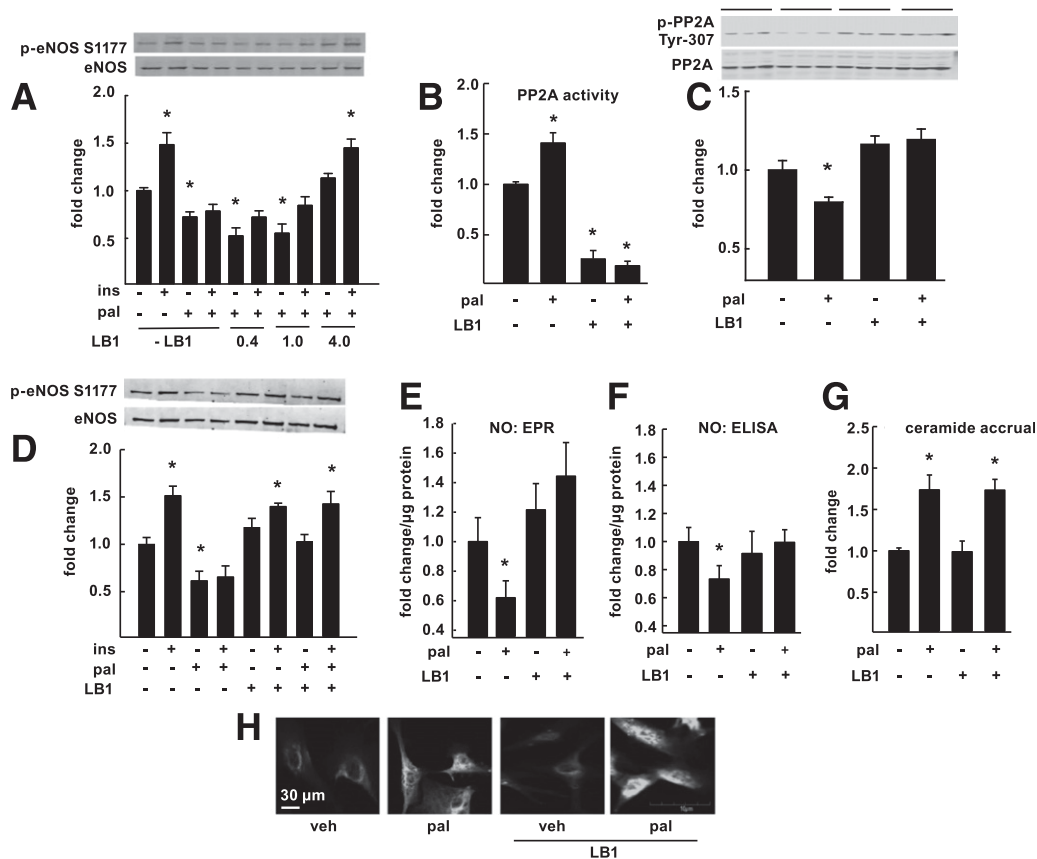 p-eNOS S1177
eNOS
A
2.0
1.5
1.0
0.5
fold change
* * * * *
ins - + - + - + - + - +
pal - - + + + + + + + +
LB1 - LB1 0.4 1.0 4.0
B
PP2A activity
2.0
1.5
1.0
0.5
fold change
* * *
pal - + - +
LB1 - - + +
p-PP2A
Tyr-307
PP2A
C
1.5
1.0
0.5
fold change
*
pal - + - +
LB1 - - + +
p-eNOS S1177
eNOS
D
2.0
1.5
1.0
0.5
fold change
* * * *
ins - + - + - + - +
pal - - + + - - + +
LB1 - - - - + + + +
E
NO: EPR
1.8
1.6
1.4
1.2
1.0
0.8
0.6
0.4
fold change/µg protein
*
pal - + - +
LB1 - - + +
F
NO: ELISA
1.8
1.6
1.4
1.2
1.0
0.8
0.6
0.4
fold change/µg protein
*
pal - + - +
LB1 - - + +
G
ceramide accrual
2.5
2.0
1.5
1.0
0.5
fold change
* *
pal - + - +
LB1 - - + +
H
30 µm
veh pal veh pal
LB1